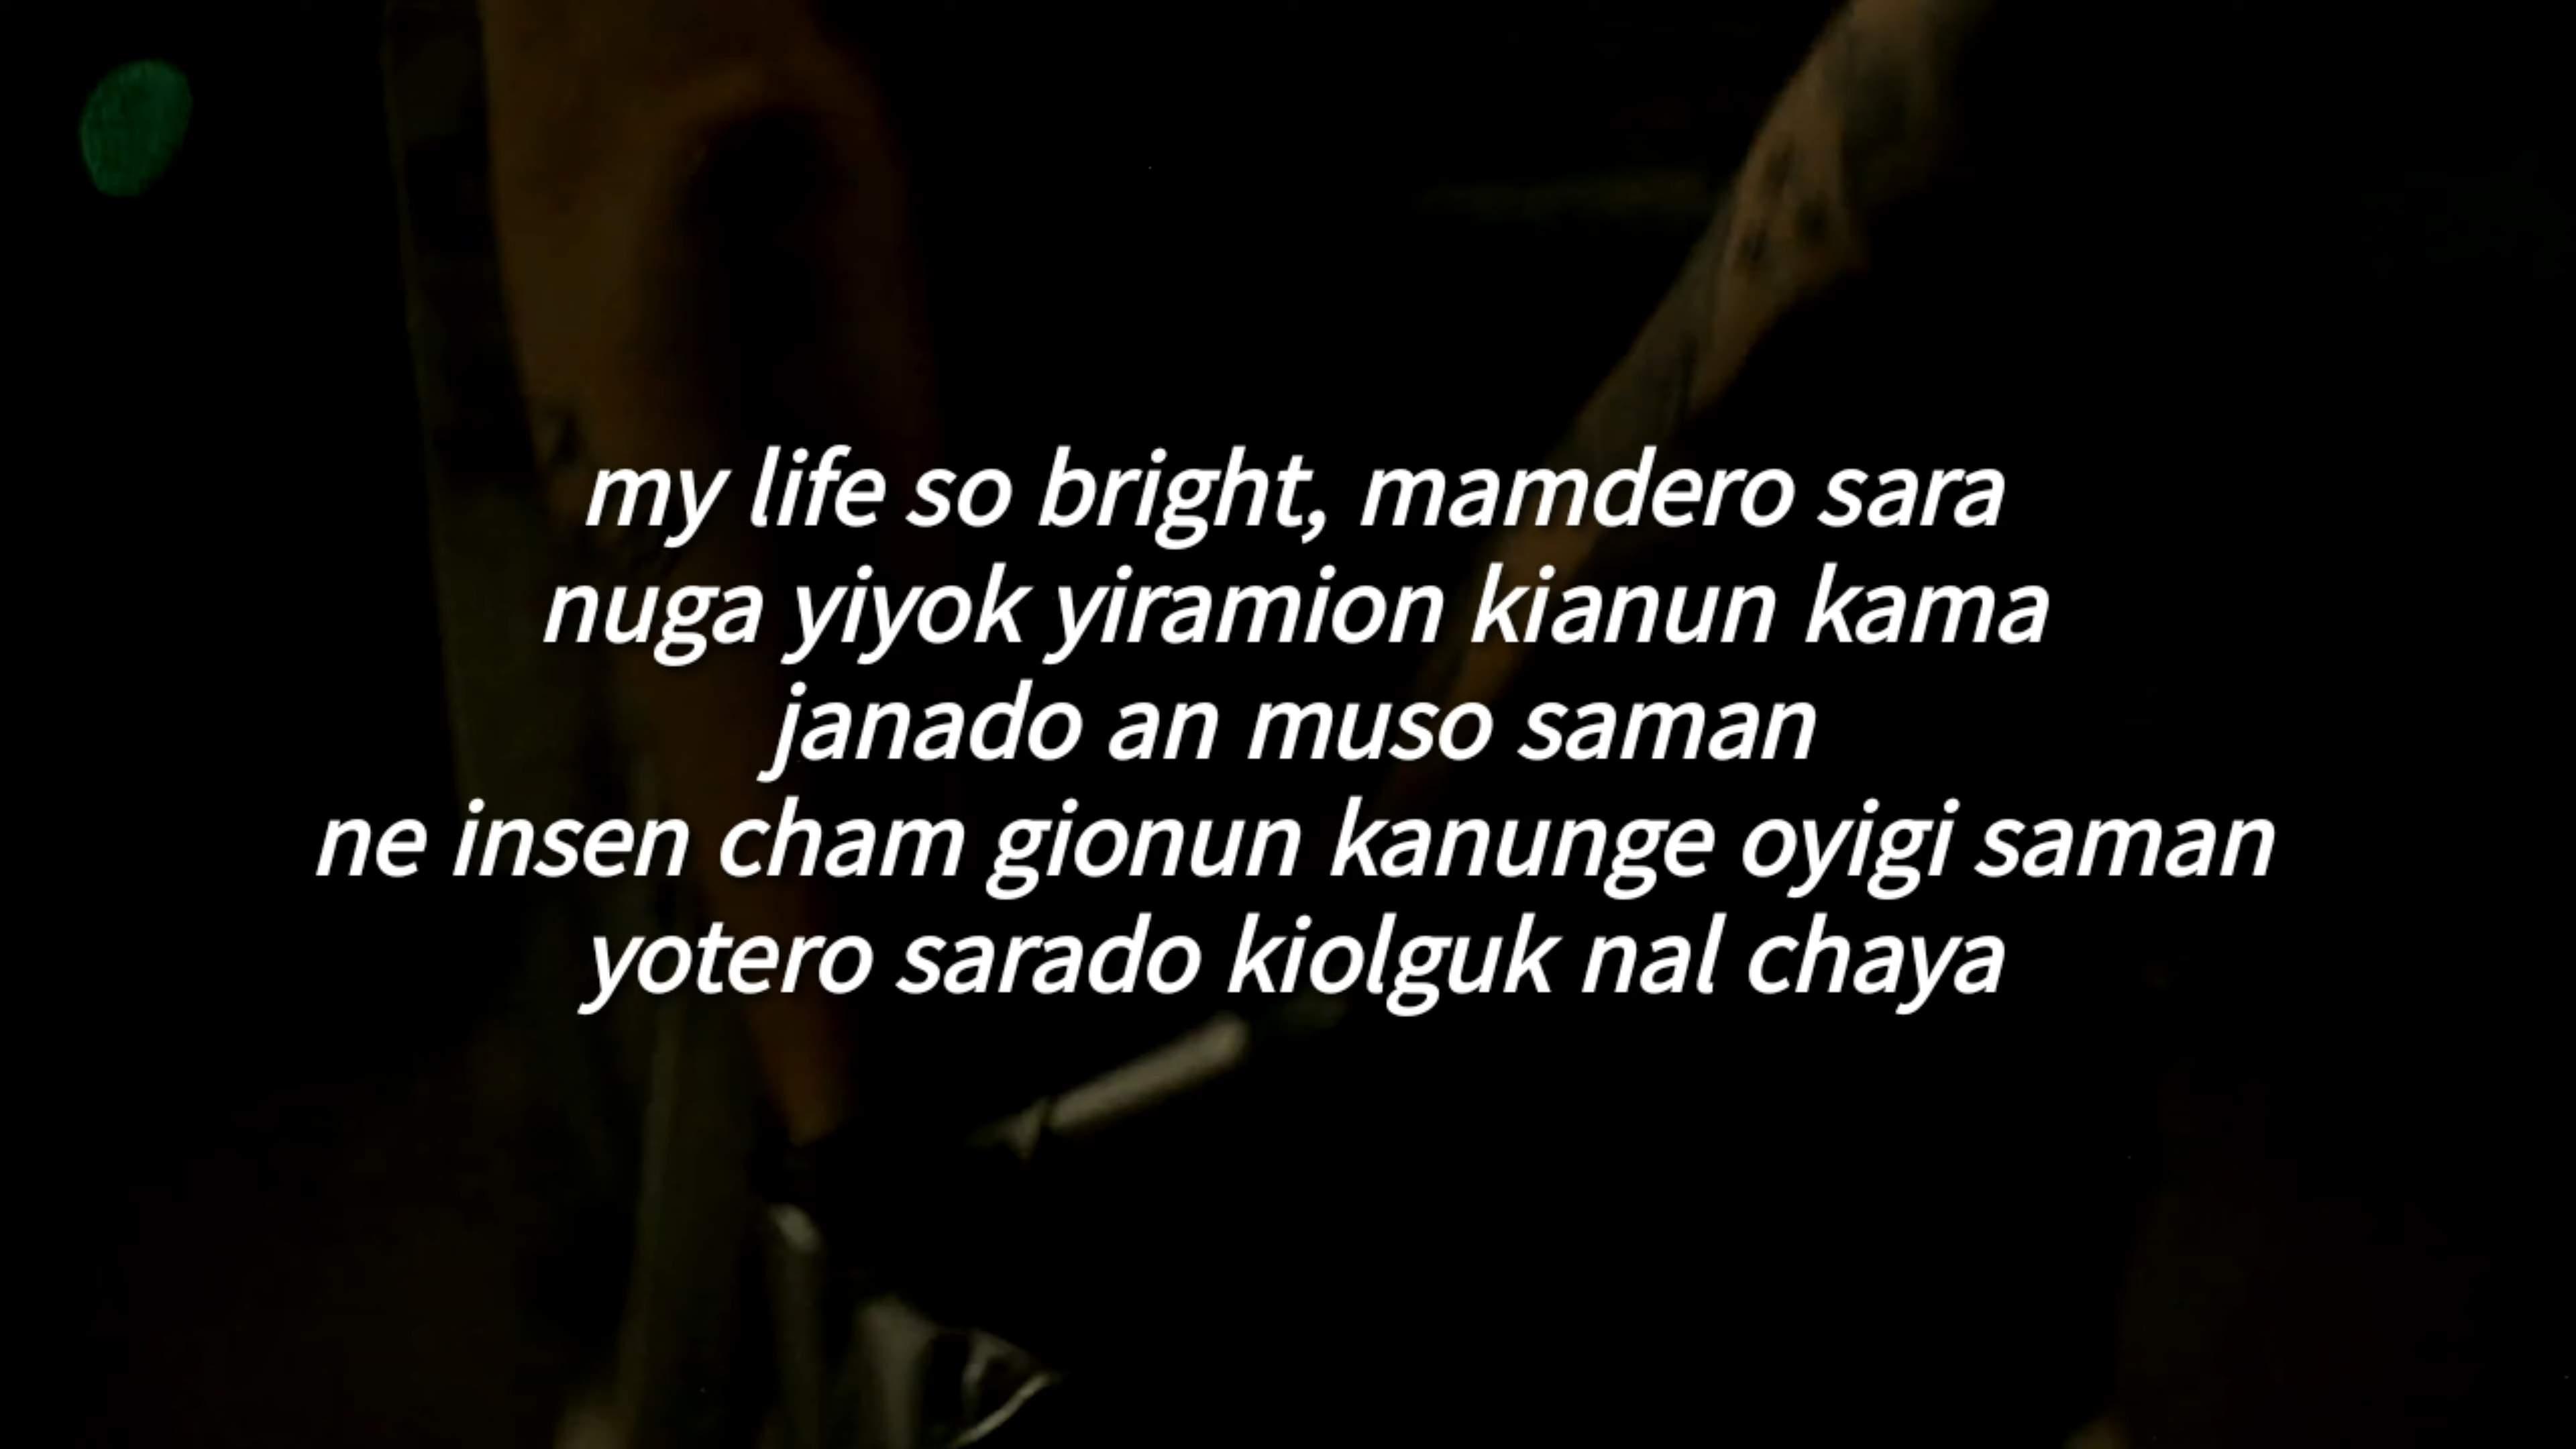 my life so bright, mamdero sara
nuga yiyok yiramion kianun kama
janado an muso saman
ne insen cham gionun kanunge oyigi saman
yotero sarado kiolguk nal chaya